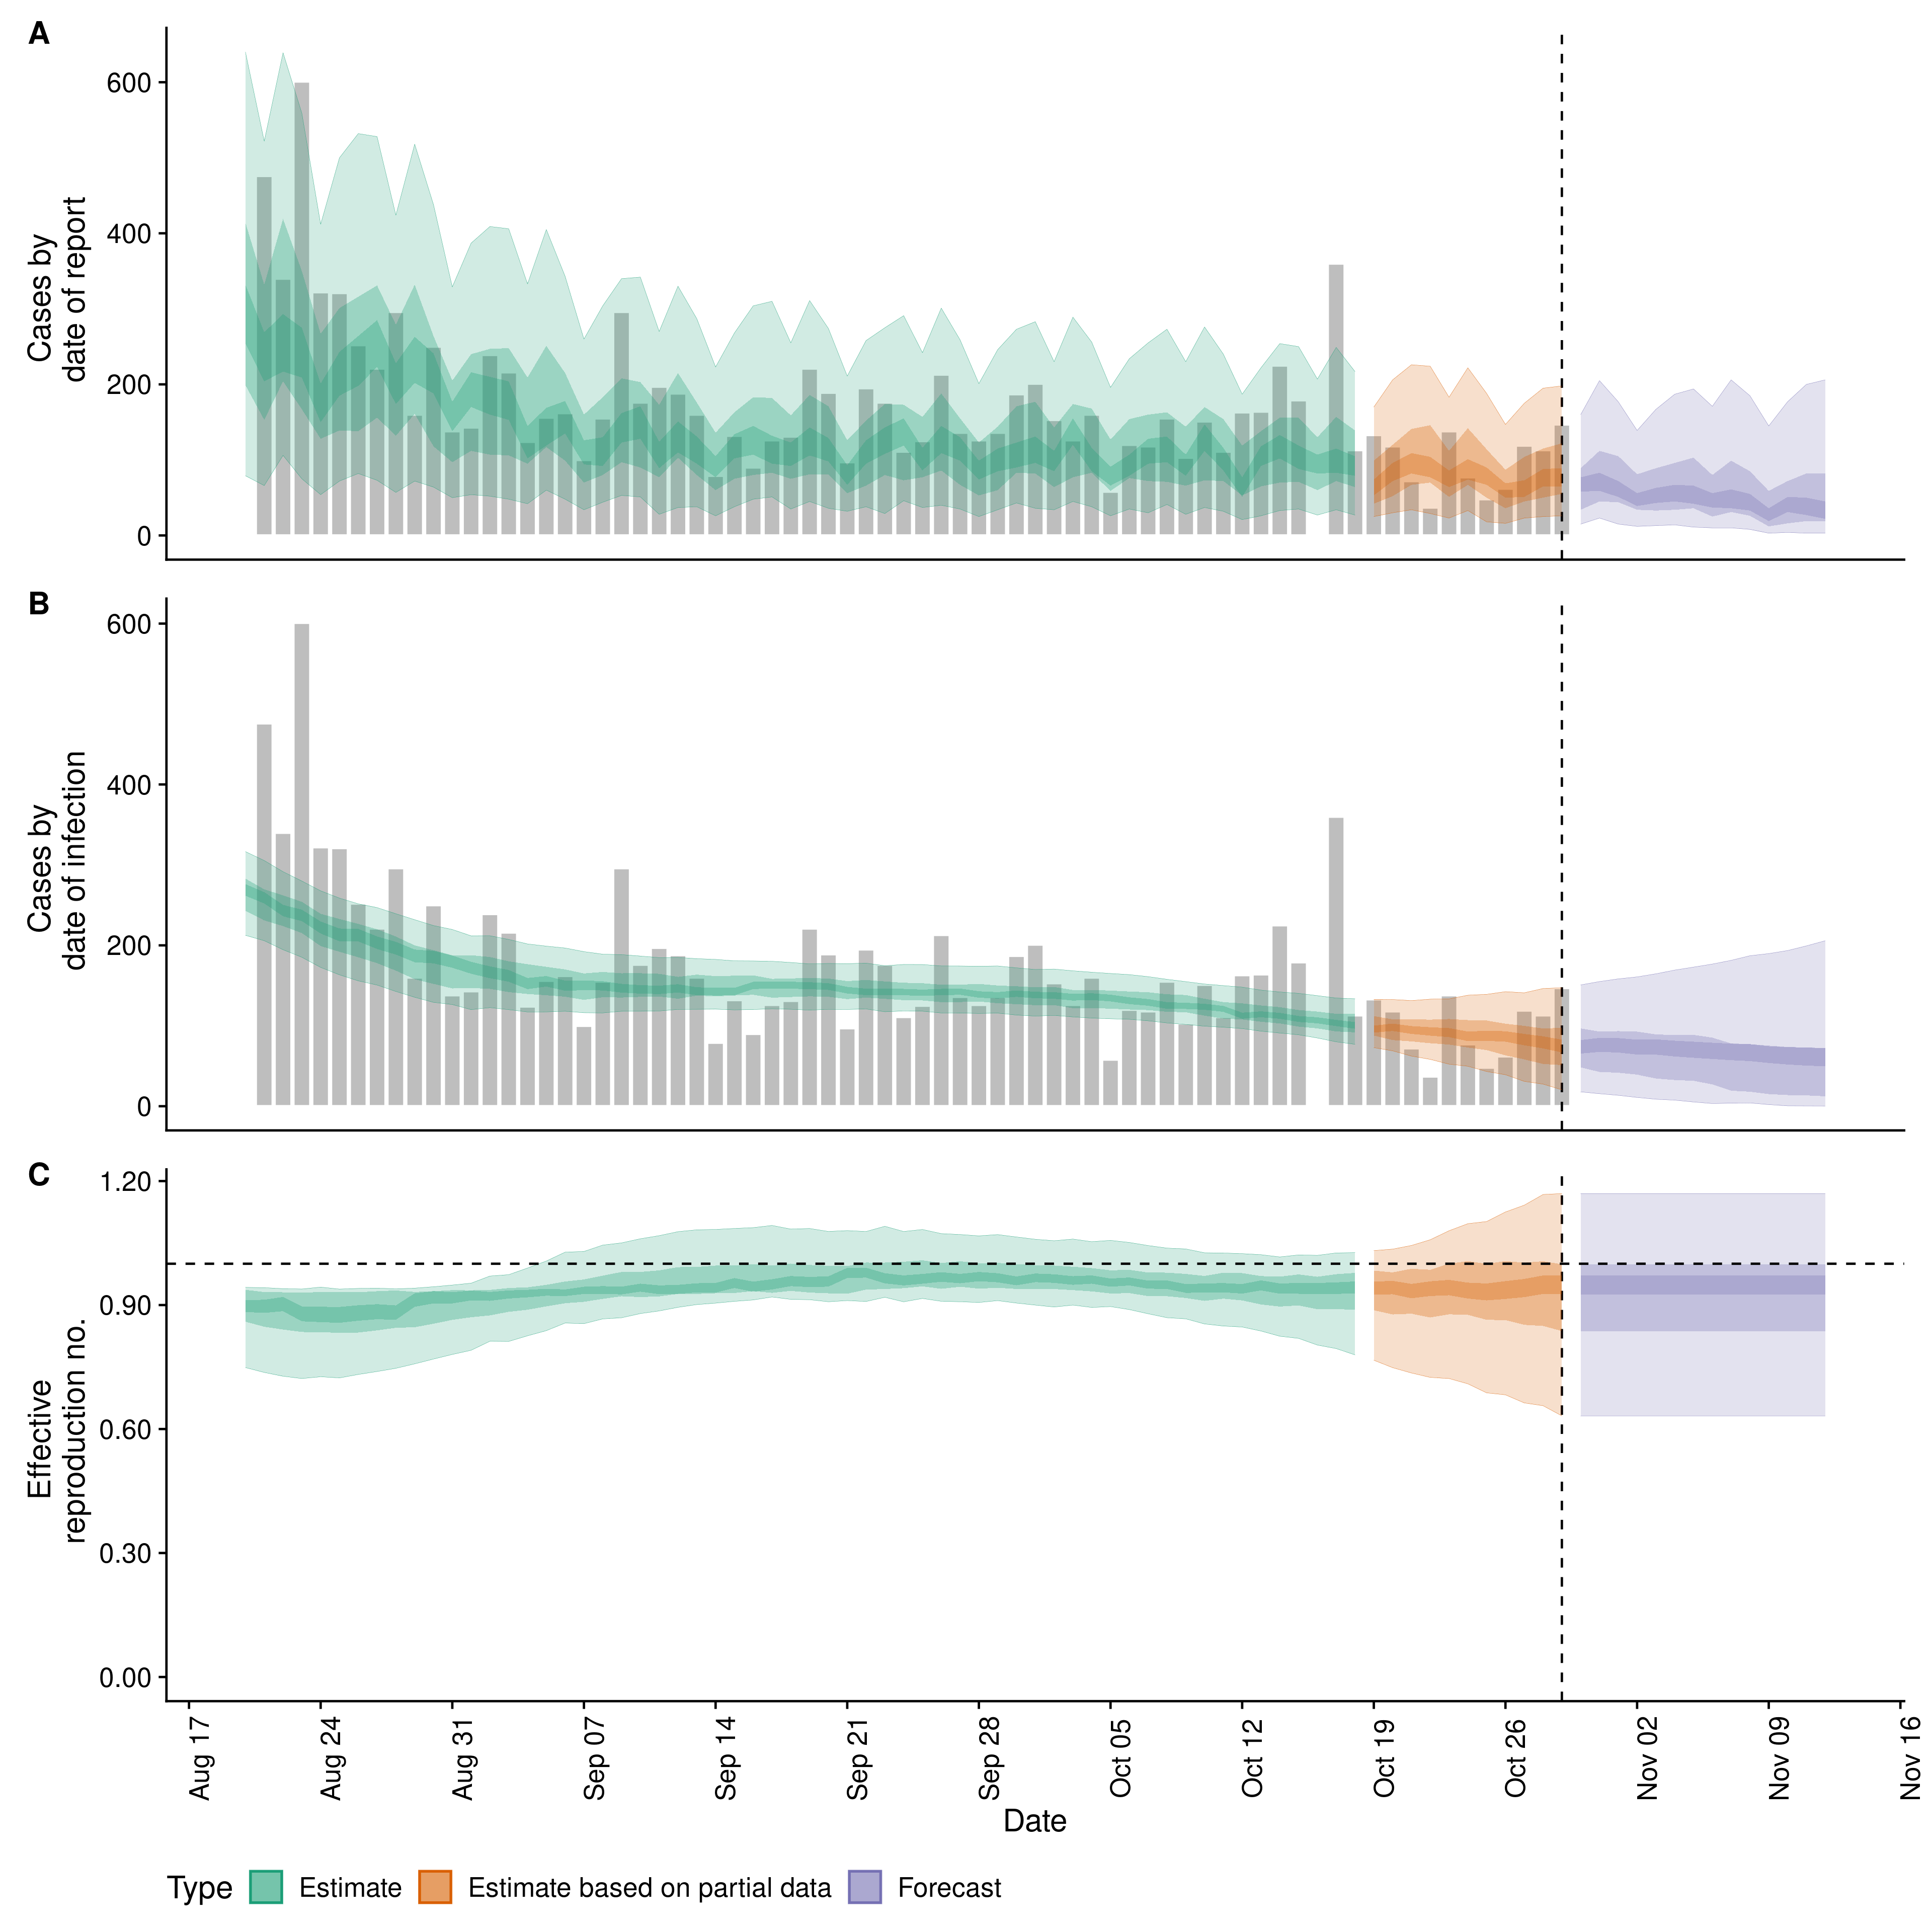 A
600
400
200
0
Cases by
date of report
B
600
400
200
0
Cases by
date of infection
C
1.20
0.90
0.60
0.30
0.00
Effective
reproduction no.
Aug 17
Aug 24
Aug 31
Sep 07
Sep 14
Sep 21
Sep 28
Oct 05
Oct 12
Oct 19
Oct 26
Nov 02
Nov 09
Nov 16
Date
Type Estimate Estimate based on partial data Forecast